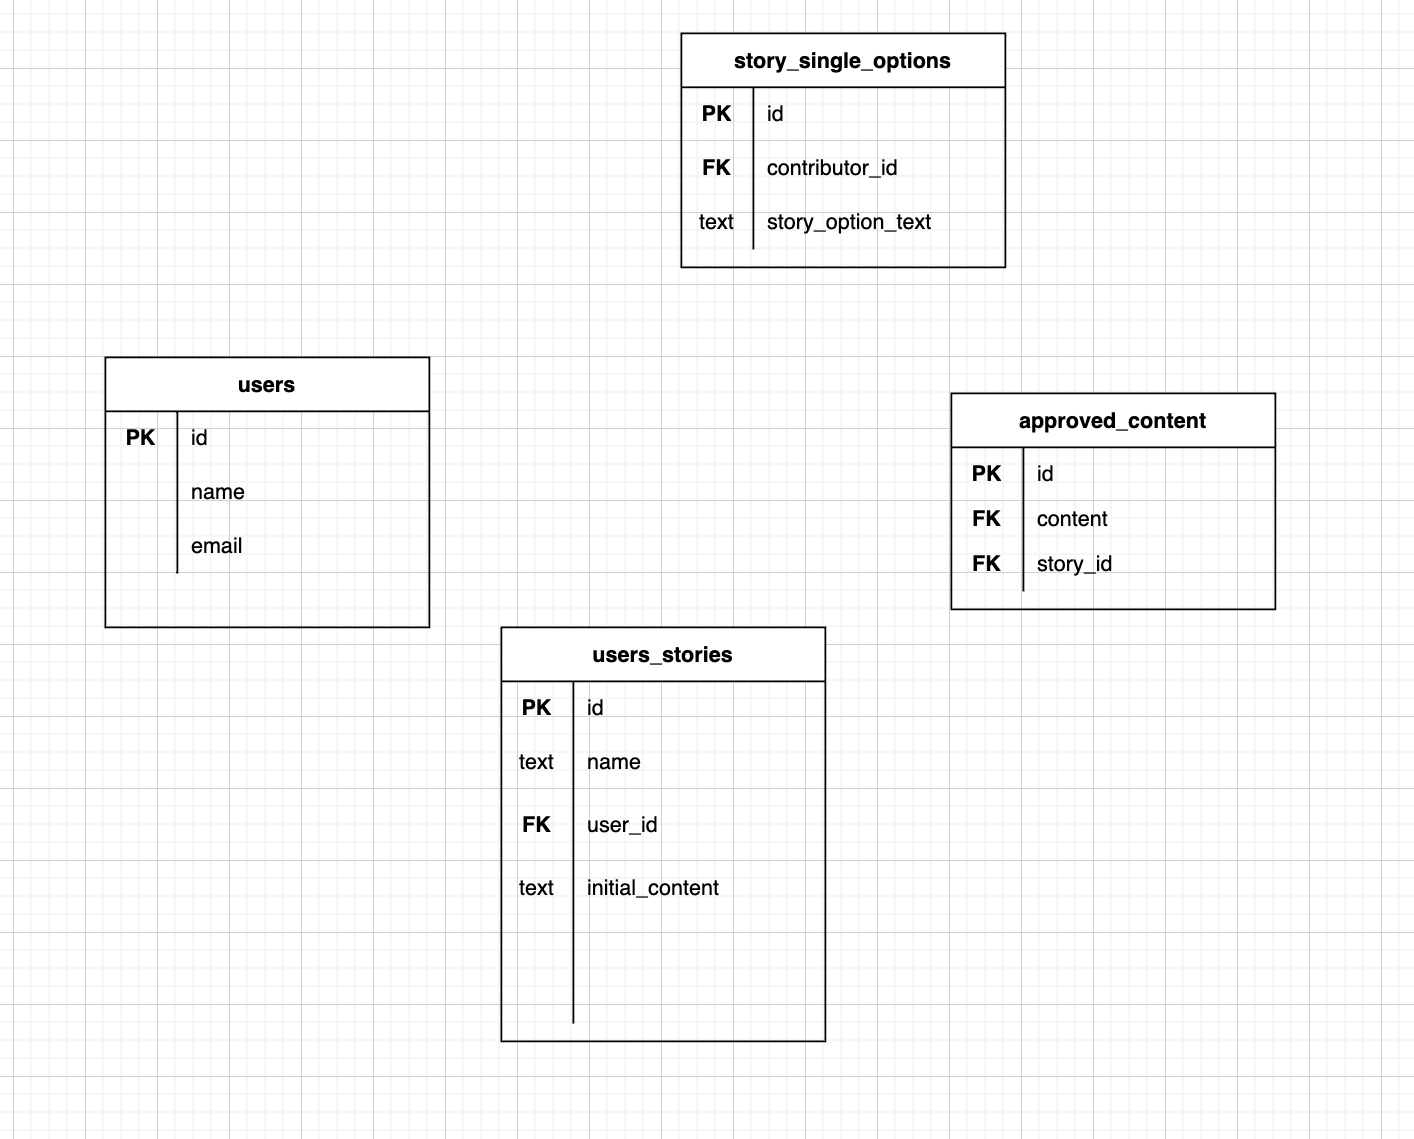 story_single_options
PK id
FK contributor_id
text story_option_text
users
PK id
name
email
approved_content
PK id
FK content
FK story_id
users_stories
PK id
text name
FK user_id
text initial_content